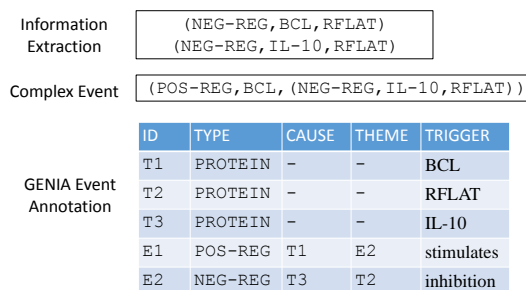 Information
Extraction
(NEG-REG,BCL,RFLAT)
(NEG-REG,IL-10,RFLAT)
Complex Event
(POS-REG,BCL,(NEG-REG,IL-10,RFLAT))
GENIA Event
Annotation
ID TYPE CAUSE THEME TRIGGER
T1 PROTEIN – – BCL
T2 PROTEIN – – RFLAT
T3 PROTEIN – – IL-10
E1 POS-REG T1 E2 stimulates
E2 NEG-REG T3 T2 inhibition